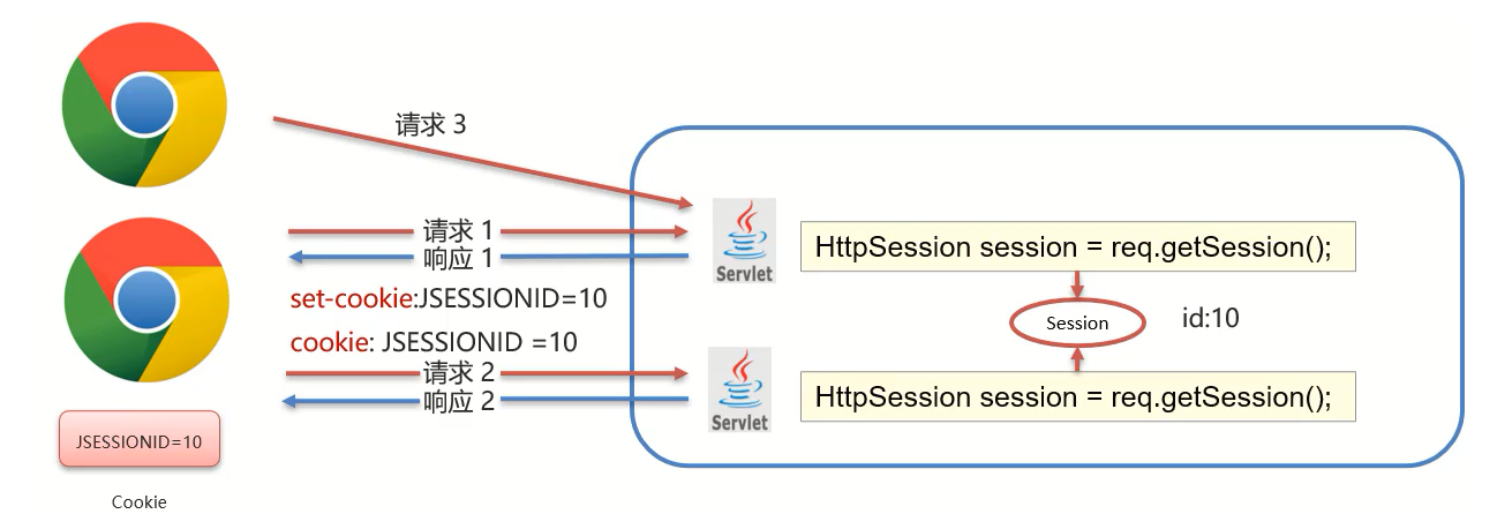 请求 3
请求 1
响应 1
Servlet
HttpSession session = req.getSession();
set-cookie:JSESSIONID=10
Session
id:10
cookie: JSESSIONID =10
请求 2
响应 2
Servlet
HttpSession session = req.getSession();
JSESSIONID=10
Cookie